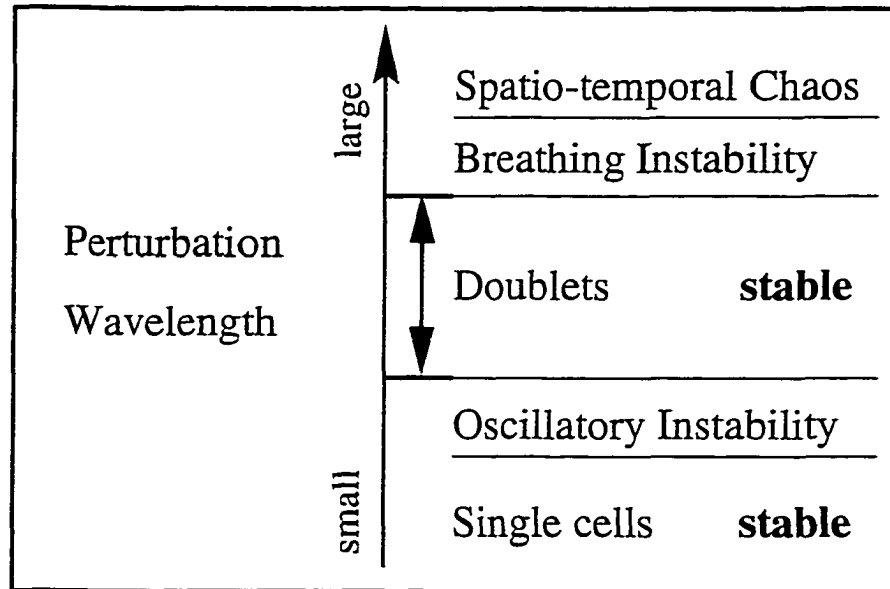 large
Spatio-temporal Chaos
Breathing Instability
Perturbation
Wavelength
Doublets stable
Oscillatory Instability
small
Single cells stable